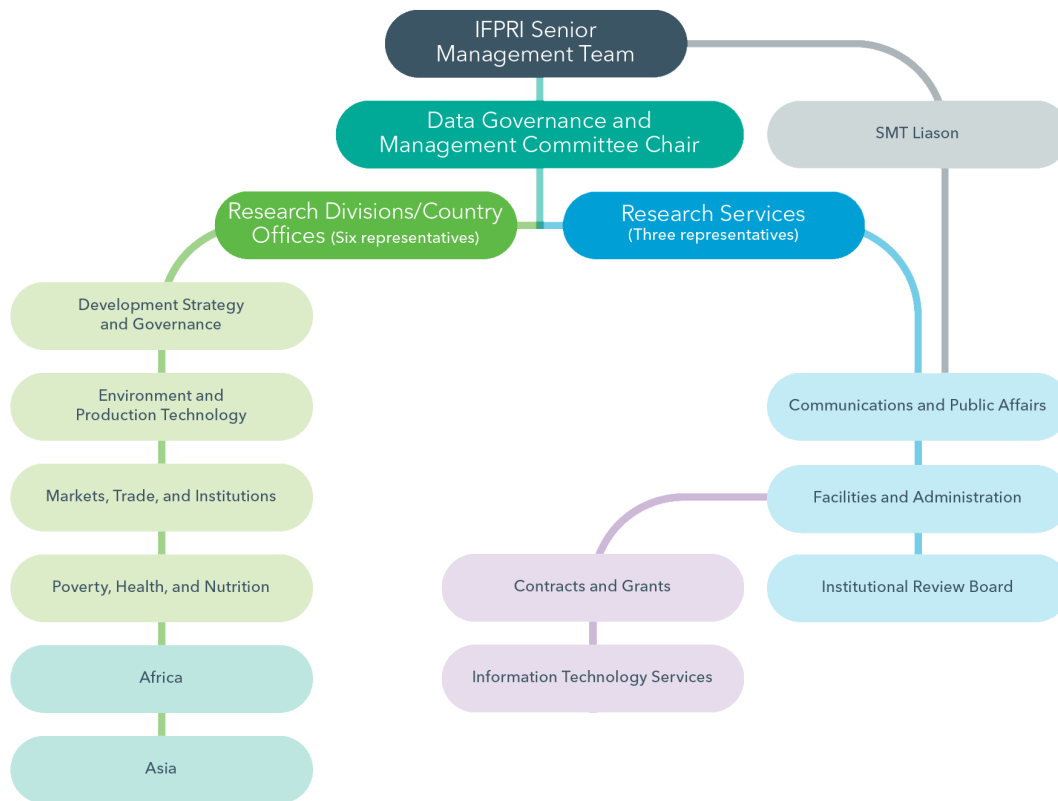 IFPRI Senior
Management Team
Data Governance and
Management Committee Chair
SMT Liason
Research Divisions/Country
Offices (Six representatives)
Research Services
(Three representatives)
Development Strategy
and Governance
Environment and
Production Technology
Markets, Trade, and Institutions
Poverty, Health, and Nutrition
Africa
Asia
Communications and Public Affairs
Facilities and Administration
Institutional Review Board
Contracts and Grants
Information Technology Services